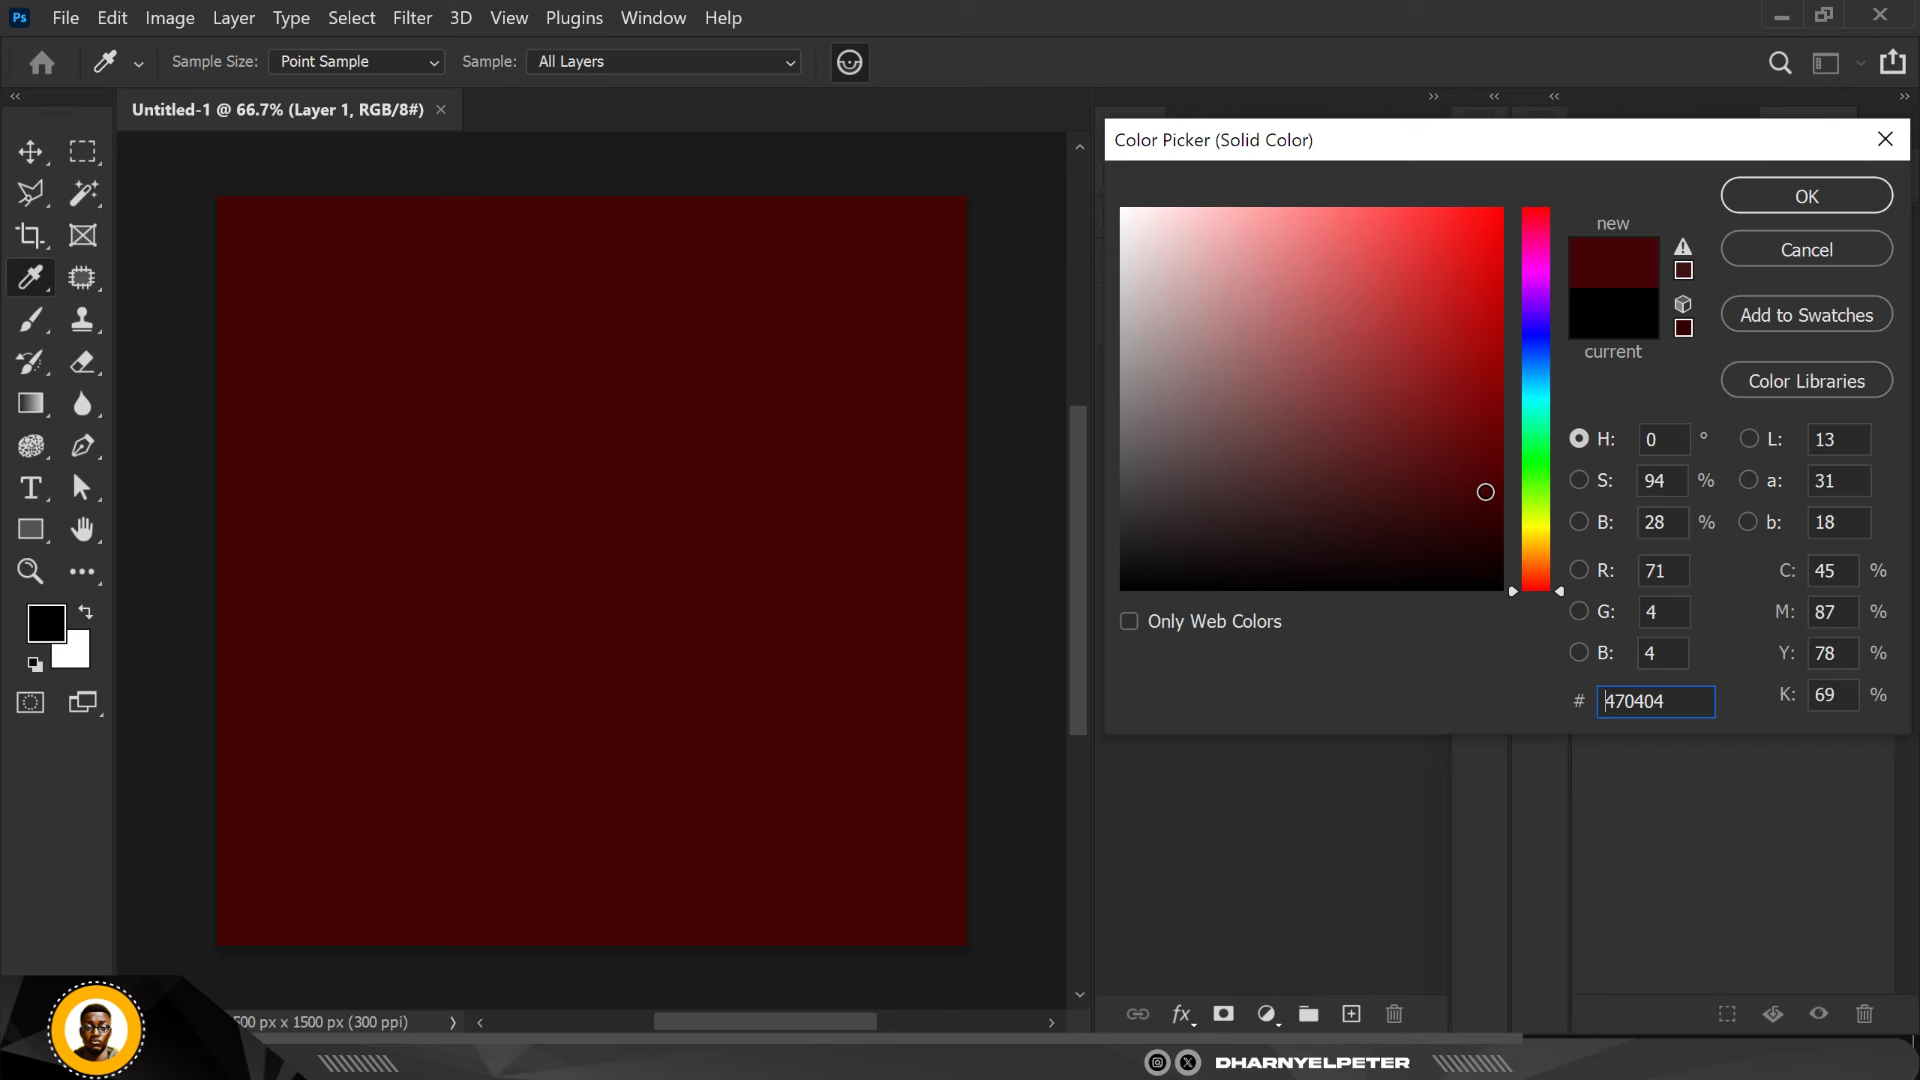 Ps File Edit Image Layer Type Select Filter 3D View Plugins Window Help
Sample Size: Point Sample Sample: All Layers
Untitled-1 @ 66.7% (Layer 1, RGB/8#)
Color Picker (Solid Color)
OK
new
Cancel
Add to Swatches
current
Color Libraries
H: 0 ° L: 13
S: 94 % a: 31
B: 28 % b: 18
R: 71 C: 45 %
G: 4 M: 87 %
Only Web Colors
B: 4 Y: 78 %
# 470404 K: 69 %
T
fx
500 px x 1500 px (300 ppi)
DHARNYELPETER